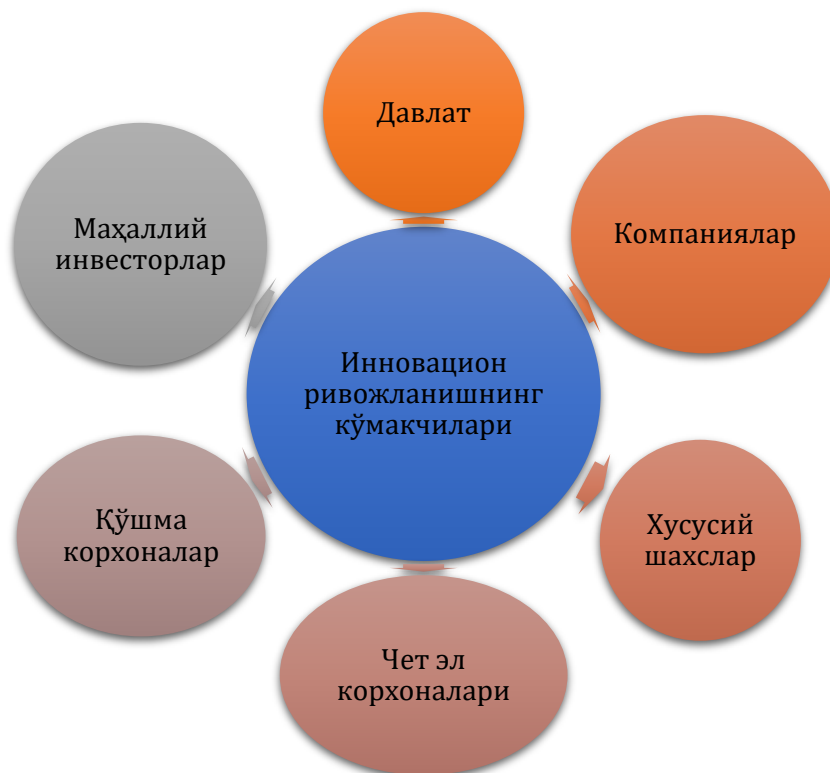 Давлат
Компаниялар
Хусусий
шахслар
Чет эл
корхоналари
Қўшма
корхоналар
Маҳаллий
инвесторлар
Инновацион
ривожланишнинг
кўмакчилари